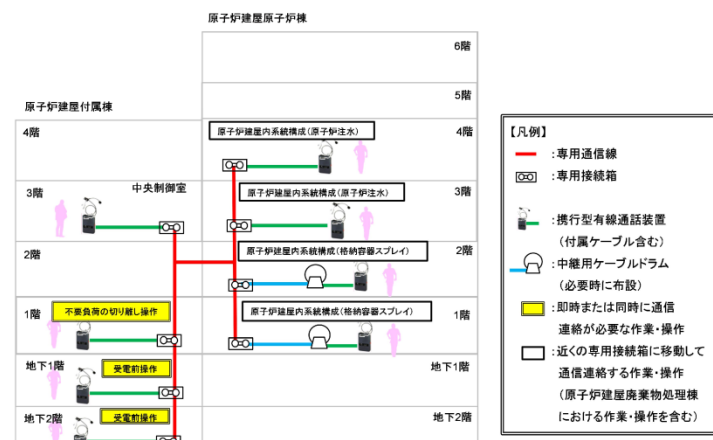 原子炉建屋原子炉棟
6階
5階
原子炉建屋付属棟
4階
原子炉建屋内系統構成(原子炉注水)
4階
3階
中央制御室
原子炉建屋内系統構成(原子炉注水)
3階
2階
原子炉建屋内系統構成(格納容器スプレイ)
2階
1階
不要負荷の切り離し操作
原子炉建屋内系統構成(格納容器スプレイ)
1階
地下1階
受電前操作
地下1階
地下2階
受電前操作
地下2階
【凡例】
:専用通信線
:専用接続箱
:携行型有線通話装置
(付属ケーブル含む)
:中継用ケーブルドラム
(必要時に布設)
:即時または同時に通信
連絡が必要な作業・操作
:近くの専用接続箱に移動して
通信連絡する作業・操作
(原子炉建屋廃棄物処理棟
における作業・操作を含む)